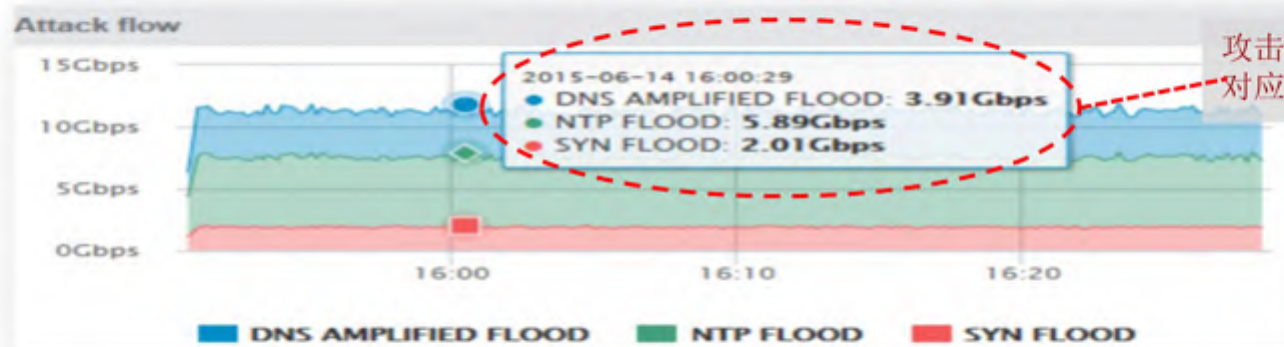 Attack flow
15Gbps
10Gbps
5Gbps
0Gbps
2015-06-14 16:00:29
DNS AMPLIFIED FLOOD: 3.91Gbps
NTP FLOOD: 5.89Gbps
SYN FLOOD: 2.01Gbps
攻击
对应
16:00
16:10
16:20
DNS AMPLIFIED FLOOD
NTP FLOOD
SYN FLOOD